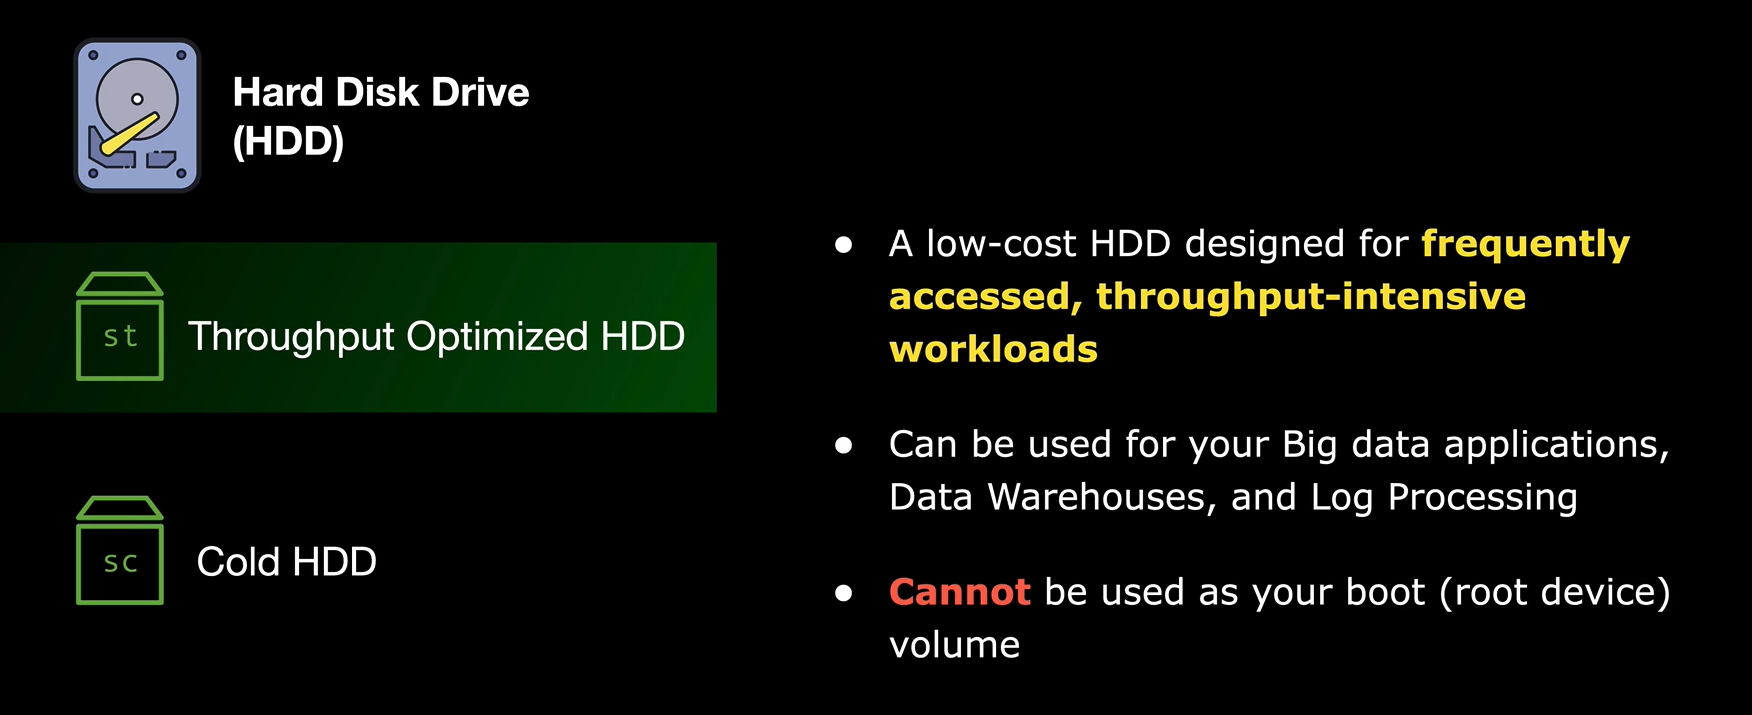 Hard Disk Drive
(HDD)
st
Throughput Optimized HDD
sc
Cold HDD
● A low-cost HDD designed for frequently
accessed, throughput-intensive
workloads
● Can be used for your Big data applications,
Data Warehouses, and Log Processing
● Cannot be used as your boot (root device)
volume